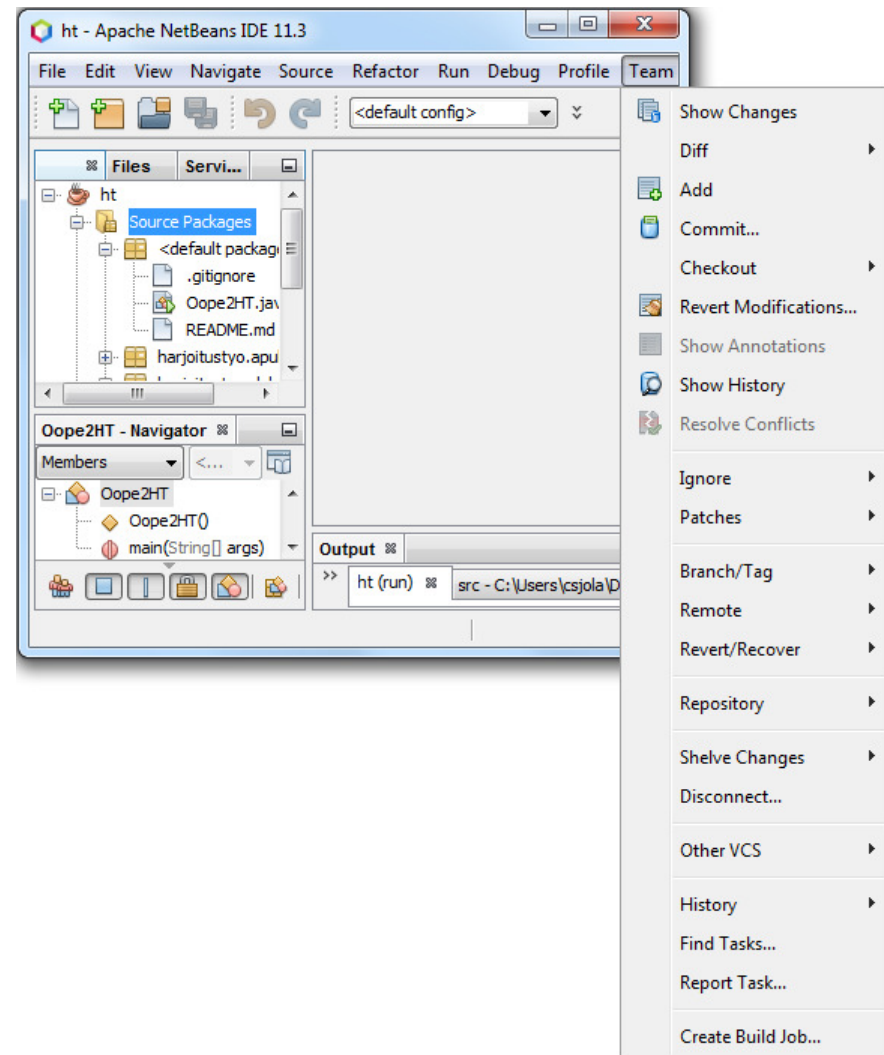 ht - Apache NetBeans IDE 11.3
File Edit View Navigate Source Refactor Run Debug Profile Team
<default config>
Files Servi...
ht
Source Packages
<default packag
.gitignore
Oope2HT.jav
README.md
harjoitustyo.apu
Oope2HT - Navigator
Members <...
Oope2HT
Oope2HT()
main(String[] args)
Output
ht (run) src - C:\Users\csjola\D
Show Changes
Diff
Add
Commit...
Checkout
Revert Modifications...
Show Annotations
Show History
Resolve Conflicts
Ignore
Patches
Branch/Tag
Remote
Revert/Recover
Repository
Shelve Changes
Disconnect...
Other VCS
History
Find Tasks...
Report Task...
Create Build Job...